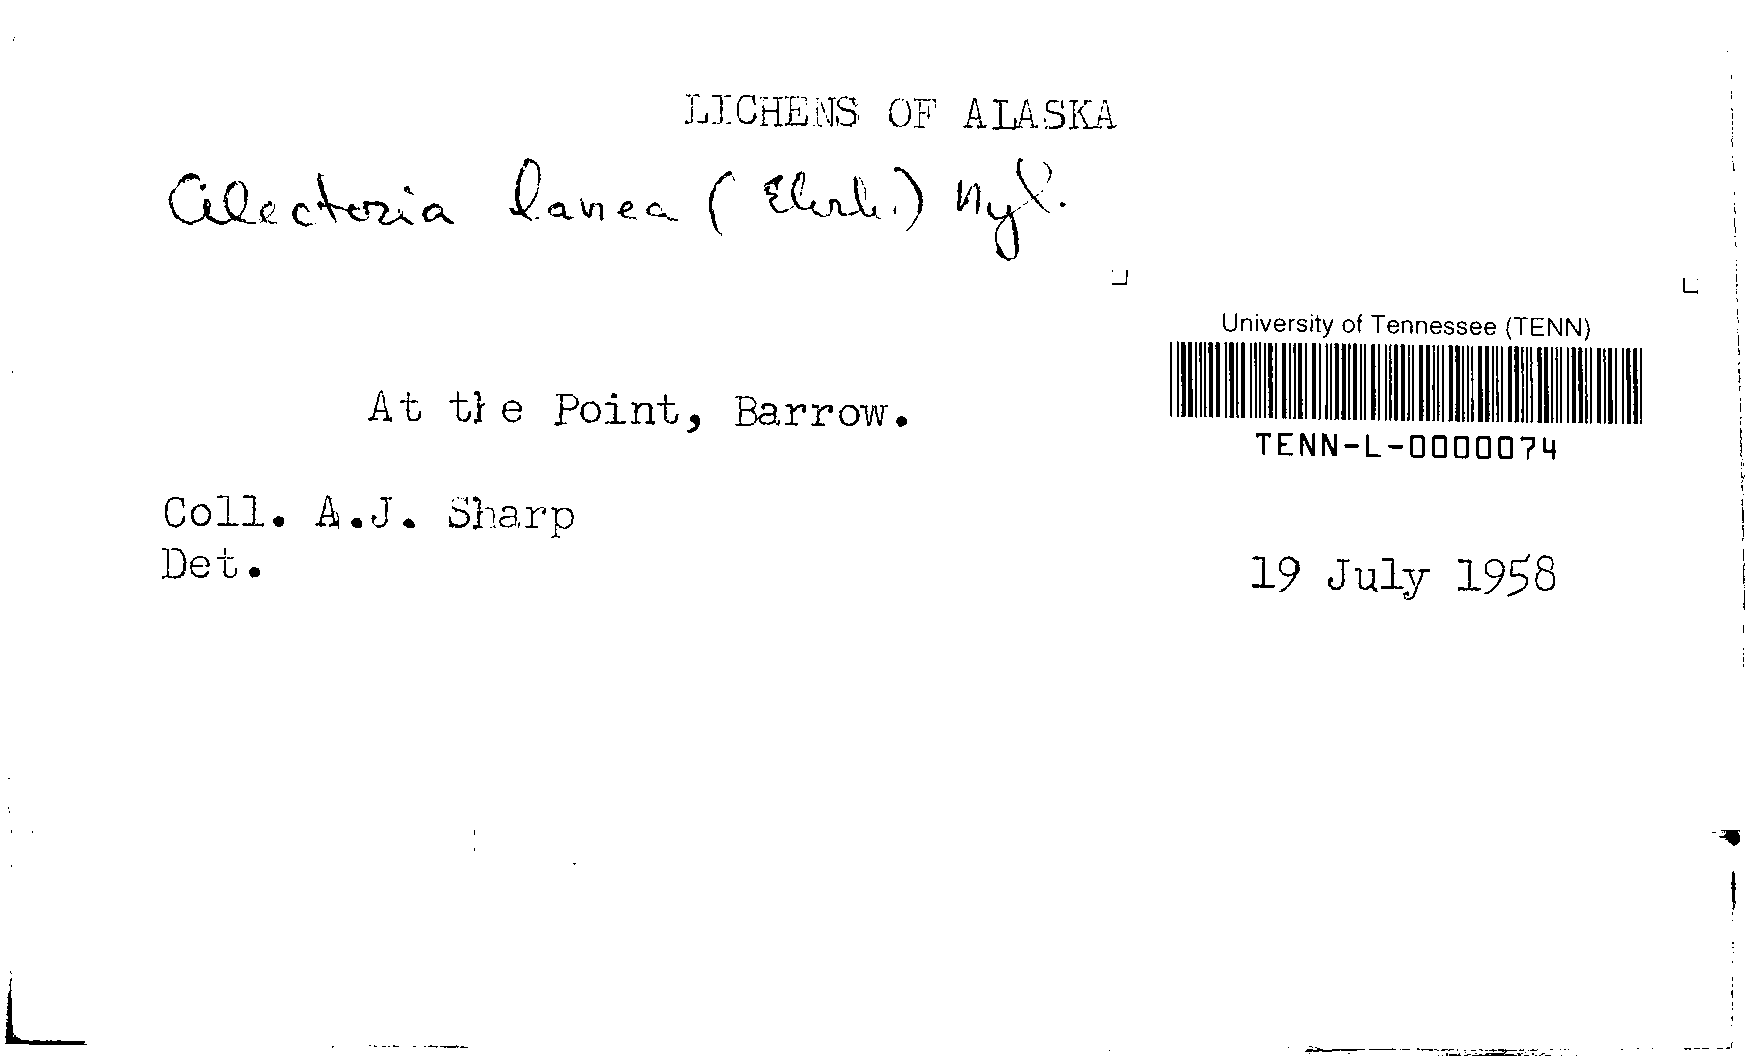 LICHENS OF ALASKA
Alectoria lanea (Ehrh.) Nyl.
University of Tennessee (TENN)
TENN-L-0000074
At the Point, Barrow.
Coll. A.J. Sharp
Det.
19 July 1958